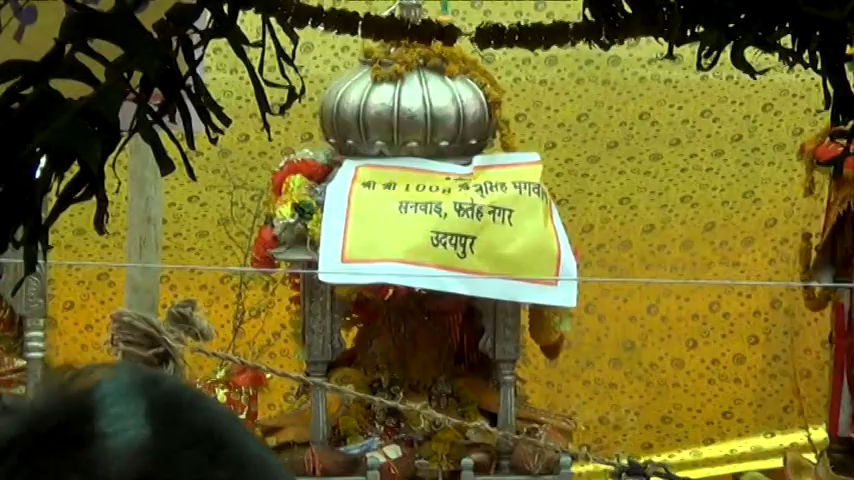 श्री श्री 1008 श्री नृसिंह भगवान
सनवाड़, फतेह नगर
उदयपुर